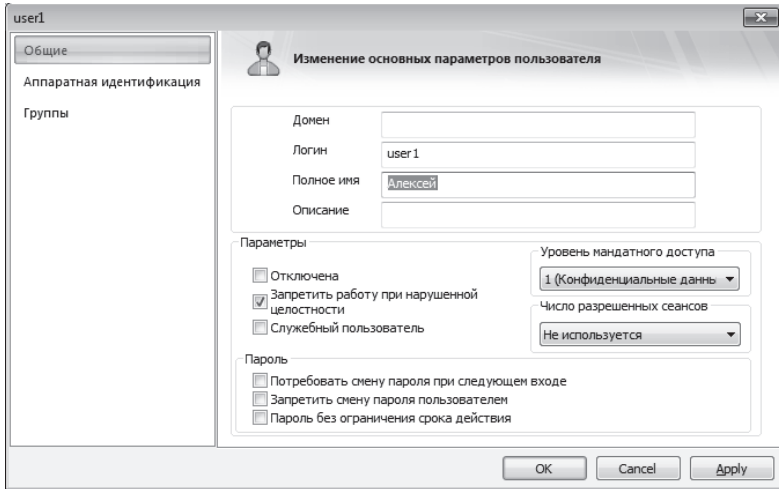 user1
Общие
Аппаратная идентификация
Группы
Изменение основных параметров пользователя
Домен
Логин
user1
Полное имя
Алексей
Описание
Параметры
Отключена
Запретить работу при нарушенной
целостности
Служебный пользователь
Уровень мандатного доступа
1 (Конфиденциальные данны
Число разрешенных сеансов
Не используется
Пароль
Потребовать смену пароля при следующем входе
Запретить смену пароля пользователем
Пароль без ограничения срока действия
OK
Cancel
Apply